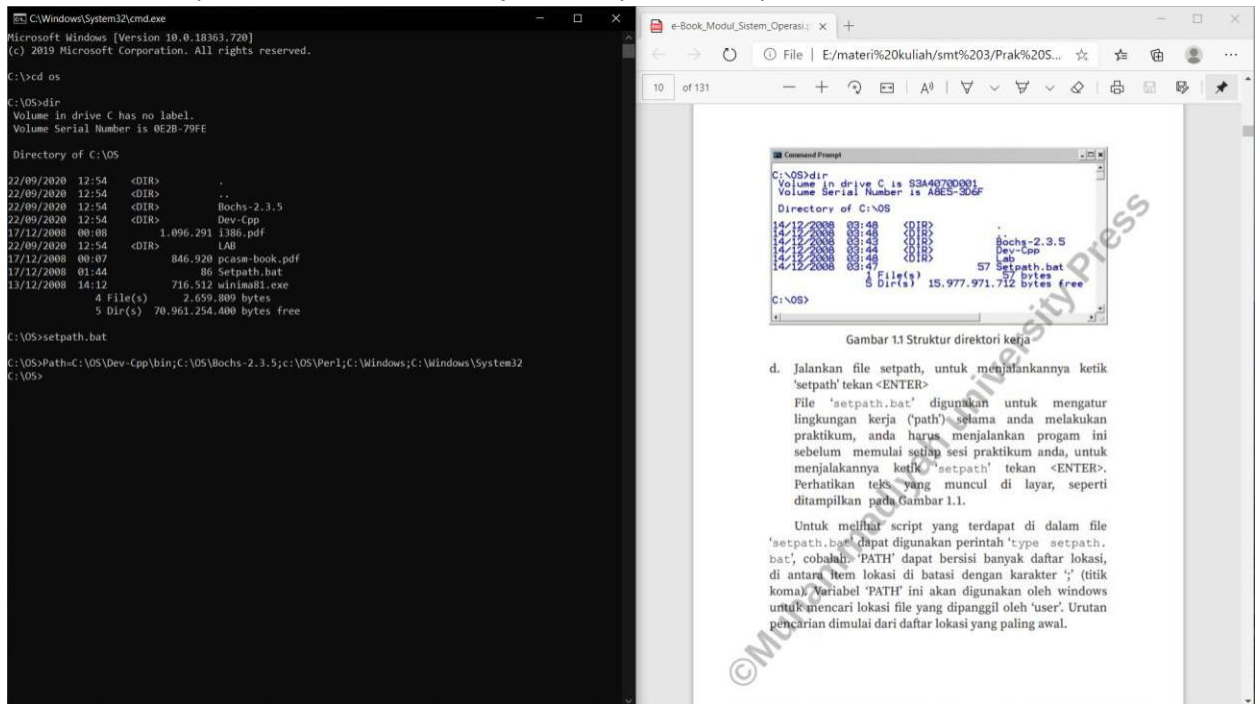 C:\Windows\System32\cmd.exe
Microsoft Windows [Version 10.0.18363.720]
(c) 2019 Microsoft Corporation. All rights reserved.
C:\>cd os
C:\OS>dir
Volume in drive C has no label.
Volume Serial Number is 0E2B-79FE
Directory of C:\OS
22/09/2020 12:54 <DIR> .
22/09/2020 12:54 <DIR> ..
22/09/2020 12:54 <DIR> Bochs-2.3.5
22/09/2020 12:54 <DIR> Dev-Cpp
17/12/2008 00:08 1.096.291 i386.pdf
22/09/2020 12:54 <DIR> LAB
17/12/2008 00:07 846.920 pcasm-book.pdf
17/12/2008 01:44 86 Setpath.bat
13/12/2008 14:12 716.512 winima81.exe
4 File(s) 2.659.809 bytes
5 Dir(s) 70.961.254.400 bytes free
C:\OS>setpath.bat
C:\OS>Path=C:\OS\Dev-Cpp\bin;C:\OS\Bochs-2.3.5;c:\OS\Perl;C:\Windows;C:\Windows\System32
C:\OS>
e-Book_Modul_Sistem_Operasi.p
File | E:/materi%20kuliah/smt%203/Prak%20S...
10 of 131
Command Prompt
C:\OS>dir
Volume in drive C is S3A4070D001
Volume Serial Number is A8E5-3D6F
Directory of C:\OS
14/12/2008 03:48 <DIR> .
14/12/2008 03:48 <DIR> ..
14/12/2008 03:43 <DIR> Bochs-2.3.5
14/12/2008 03:44 <DIR> Dev-Cpp
14/12/2008 03:48 <DIR> Lab
14/12/2008 03:47 57 Setpath.bat
1 File(s) 57 bytes
5 Dir(s) 15.977.971.712 bytes free
C:\OS>
Gambar 1.1 Struktur direktori kerja
d. Jalankan file setpath, untuk menjalankannya ketik
'setpath' tekan <ENTER>
File 'setpath.bat' digunakan untuk mengatur
lingkungan kerja ('path') selama anda melakukan
praktikum, anda harus menjalankan progam ini
sebelum memulai setiap sesi praktikum anda, untuk
menjalakannya ketik 'setpath' tekan <ENTER>.
Perhatikan teks yang muncul di layar, seperti
ditampilkan pada Gambar 1.1.
Untuk melihat script yang terdapat di dalam file
'setpath.bat' dapat digunakan perintah 'type setpath.
bat', cobalah. 'PATH' dapat bersisi banyak daftar lokasi,
di antara item lokasi di batasi dengan karakter ';' (titik
koma). Variabel 'PATH' ini akan digunakan oleh windows
untuk mencari lokasi file yang dipanggil oleh 'user'. Urutan
pencarian dimulai dari daftar lokasi yang paling awal.
©Muhammadiyah University Press